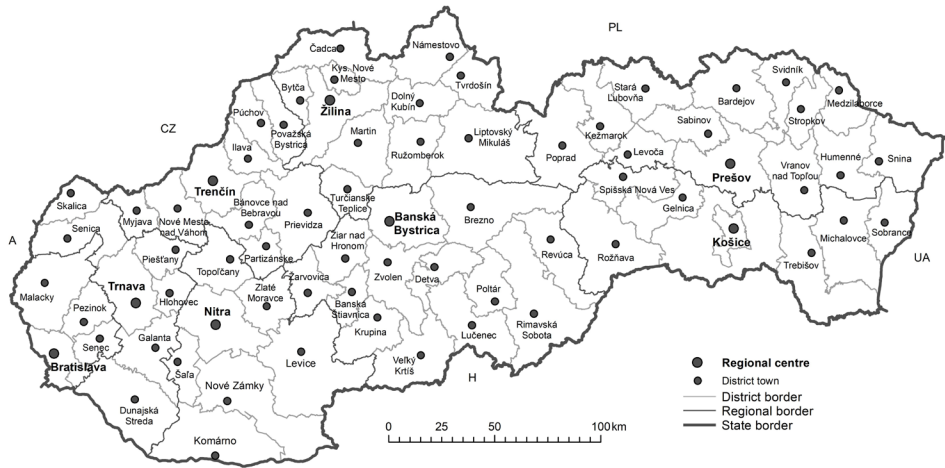 PL
Čadca
Námestovo
Kys. Nové
Mesto
Tvrdošín
Bytča
Žilina
Dolný
Kubín
Stará
Ľubovňa
Bardejov
Svidník
Medzilaborce
Stropkov
CZ
Púchov
Považská
Bystrica
Martin
Ružomberok
Liptovský
Mikuláš
Kežmarok
Sabinov
Ilava
Poprad
Levoča
Prešov
Vranov
nad Topľou
Humenné
Snina
Trenčín
Skalica
Myjava
Nové Mesto
nad Váhom
Bánovce nad
Bebravou
Prievidza
Turčianske
Teplice
Banská
Bystrica
Brezno
Spišská Nová Ves
Gelnica
Košice
Michalovce
Sobrance
A
Senica
Piešťany
Topoľčany
Partizánske
Žiar nad
Hronom
Zvolen
Detva
Revúca
Rožňava
Trebišov
UA
Malacky
Trnava
Hlohovec
Zlaté
Moravce
Žarnovica
Banská
Štiavnica
Poltár
Pezinok
Nitra
Krupina
Lučenec
Rimavská
Sobota
Senec
Galanta
Bratislava
Šaľa
Levice
Veľký
Krtíš
H
Nové Zámky
Dunajská
Streda
Komárno
Regional centre
District town
District border
Regional border
State border
0 25 50 100 km